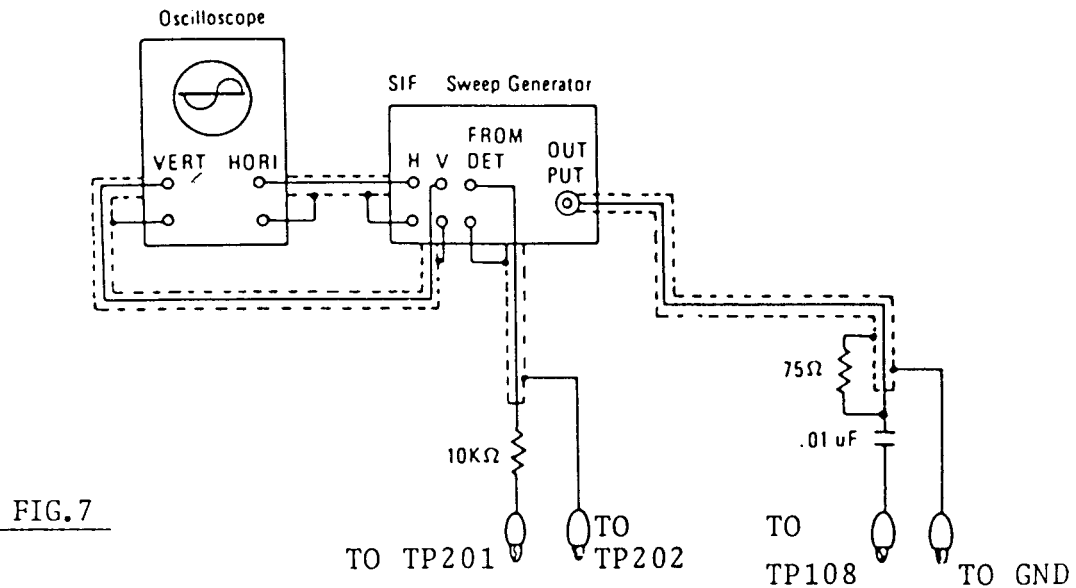 Oscilloscope
SIF Sweep Generator
VERT HORI
H V FROM DET
OUT PUT
75Ω
.01 uF
10KΩ
FIG.7
TO TP201
TO TP202
TO TP108
TO GND